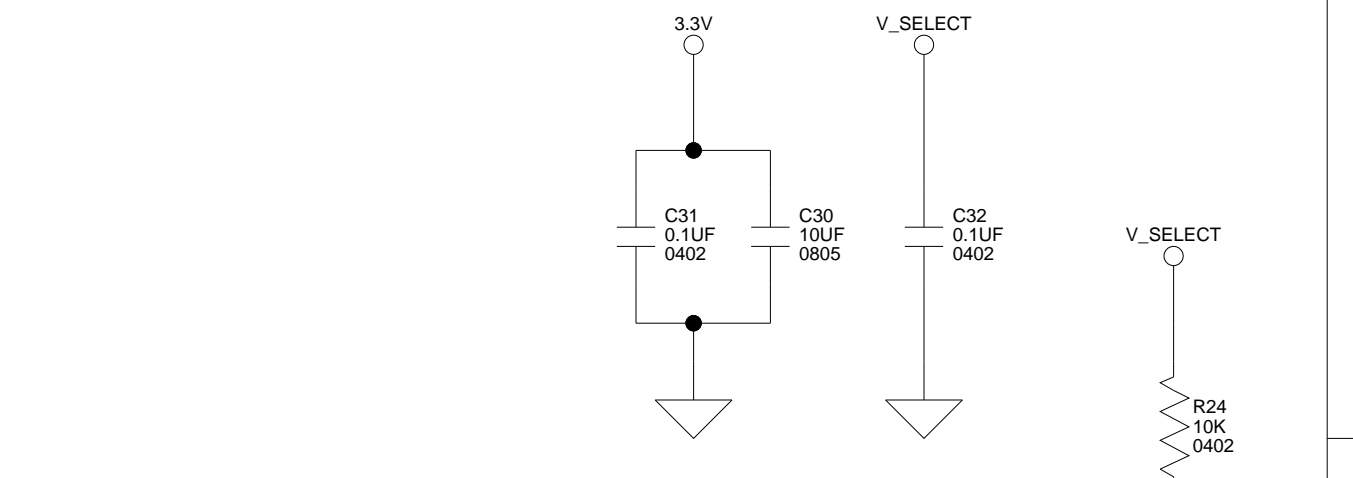 3.3V
V_SELECT
C31
0.1UF
0402
C30
10UF
0805
C32
0.1UF
0402
V_SELECT
R24
10K
0402